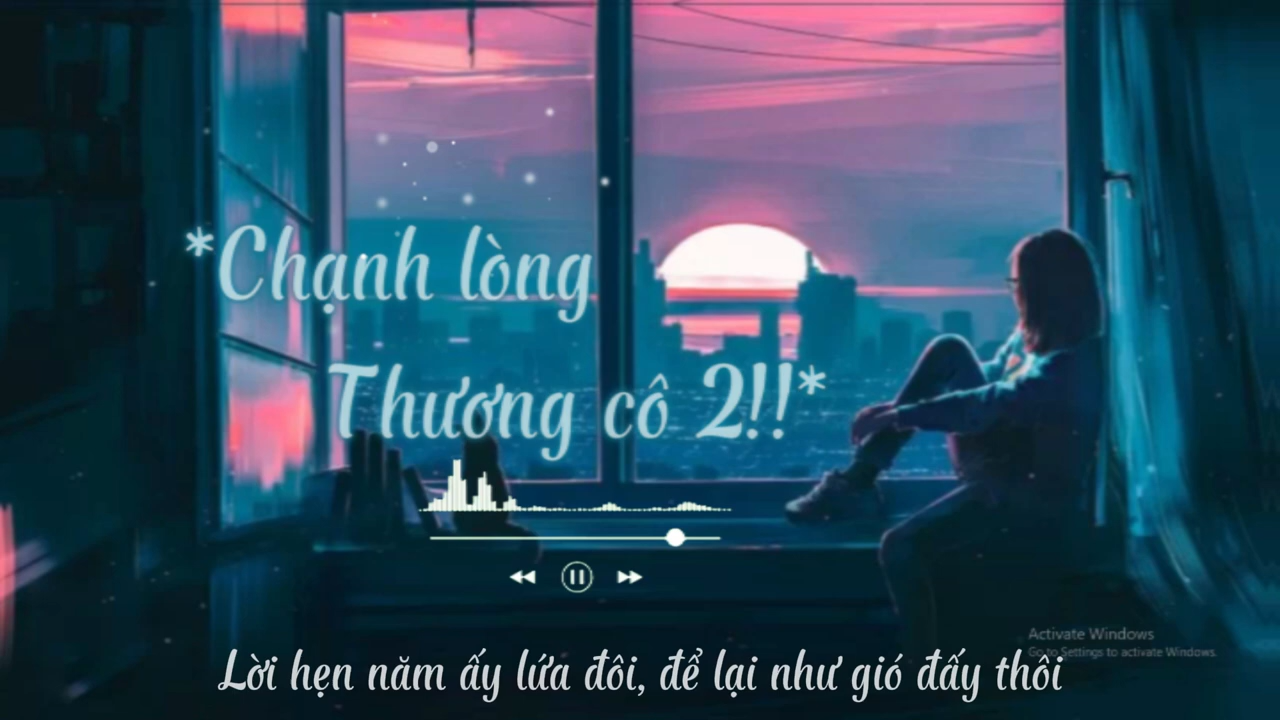 *Chạnh lòng
Thương cô 2!!*
Activate Windows
Go to Settings to activate Windows.
Lời hẹn năm ấy lứa đôi, để lại như gió đấy thôi